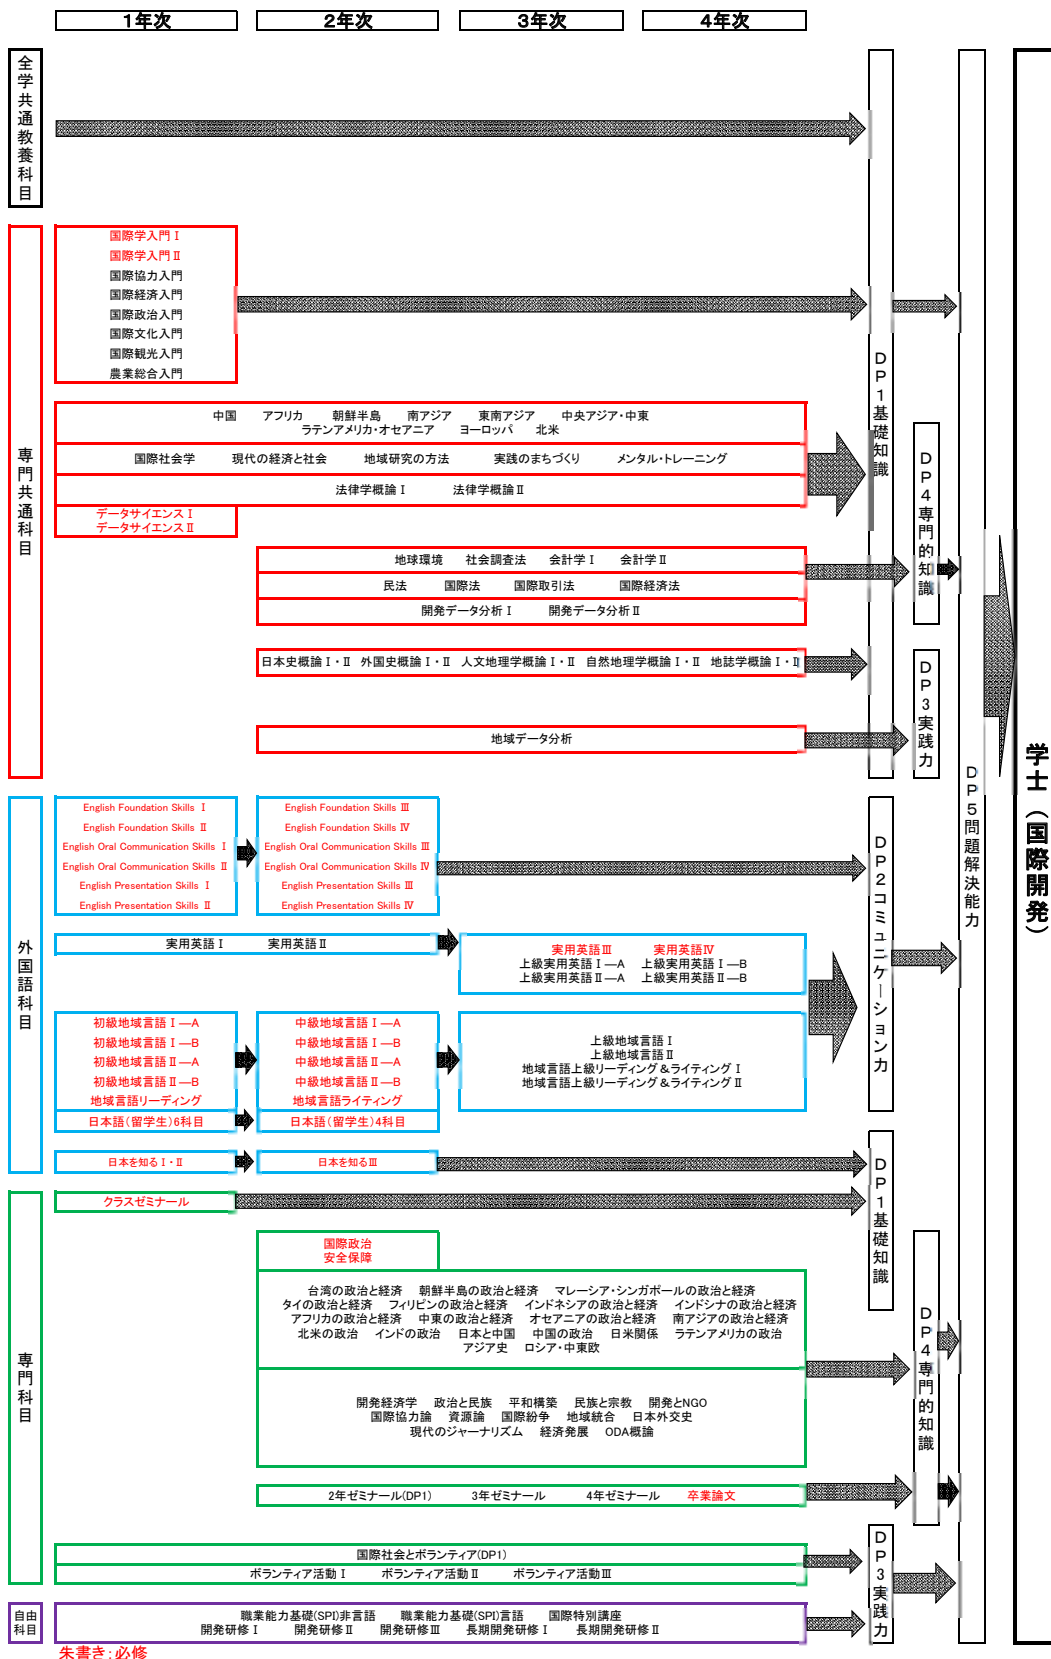 1年次
2年次
3年次
4年次
全学共通教養科目
専門共通科目
国際学入門Ⅰ
国際学入門Ⅱ
国際協力入門
国際経済入門
国際政治入門
国際文化入門
国際観光入門
農業総合入門
中国 アフリカ 朝鮮半島 南アジア 東南アジア 中央アジア・中東
ラテンアメリカ・オセアニア ヨーロッパ 北米
国際社会学 現代の経済と社会 地域研究の方法 実践のまちづくり メンタル・トレーニング
法律学概論Ⅰ 法律学概論Ⅱ
データサイエンスⅠ
データサイエンスⅡ
地球環境 社会調査法 会計学Ⅰ 会計学Ⅱ
民法 国際法 国際取引法 国際経済法
開発データ分析Ⅰ 開発データ分析Ⅱ
日本史概論Ⅰ・Ⅱ 外国史概論Ⅰ・Ⅱ 人文地理学概論Ⅰ・Ⅱ 自然地理学概論Ⅰ・Ⅱ 地誌学概論Ⅰ・Ⅱ
地域データ分析
DP1基礎知識
DP4専門的知識
DP3実践力
DP5問題解決能力
学士(国際開発)
外国語科目
English Foundation Skills Ⅰ
English Foundation Skills Ⅱ
English Oral Communication Skills Ⅰ
English Oral Communication Skills Ⅱ
English Presentation Skills Ⅰ
English Presentation Skills Ⅱ
English Foundation Skills Ⅲ
English Foundation Skills Ⅳ
English Oral Communication Skills Ⅲ
English Oral Communication Skills Ⅳ
English Presentation Skills Ⅲ
English Presentation Skills Ⅳ
実用英語Ⅰ 実用英語Ⅱ
実用英語Ⅲ 実用英語Ⅳ
上級実用英語Ⅰ―A 上級実用英語Ⅰ―B
上級実用英語Ⅱ―A 上級実用英語Ⅱ―B
初級地域言語Ⅰ―A
初級地域言語Ⅰ―B
初級地域言語Ⅱ―A
初級地域言語Ⅱ―B
地域言語リーディング
日本語(留学生)6科目
中級地域言語Ⅰ―A
中級地域言語Ⅰ―B
中級地域言語Ⅱ―A
中級地域言語Ⅱ―B
地域言語ライティング
日本語(留学生)4科目
上級地域言語Ⅰ
上級地域言語Ⅱ
地域言語上級リーディング&ライティングⅠ
地域言語上級リーディング&ライティングⅡ
日本を知るⅠ・Ⅱ
日本を知るⅢ
DP2コミュニケーション力
DP1基礎知識
専門科目
クラスゼミナール
国際政治
安全保障
台湾の政治と経済 朝鮮半島の政治と経済 マレーシア・シンガポールの政治と経済
タイの政治と経済 フィリピンの政治と経済 インドネシアの政治と経済 インドシナの政治と経済
アフリカの政治と経済 中東の政治と経済 オセアニアの政治と経済 南アジアの政治と経済
北米の政治 インドの政治 日本と中国 中国の政治 日米関係 ラテンアメリカの政治
アジア史 ロシア・中東欧
開発経済学 政治と民族 平和構築 民族と宗教 開発とNGO
国際協力論 資源論 国際紛争 地域統合 日本外交史
現代のジャーナリズム 経済発展 ODA概論
2年ゼミナール(DP1) 3年ゼミナール 4年ゼミナール 卒業論文
国際社会とボランティア(DP1)
ボランティア活動Ⅰ ボランティア活動Ⅱ ボランティア活動Ⅲ
DP4専門的知識
DP3実践力
自由
科目
職業能力基礎(SPI)非言語 職業能力基礎(SPI)言語 国際特別講座
開発研修Ⅰ 開発研修Ⅱ 開発研修Ⅲ 長期開発研修Ⅰ 長期開発研修Ⅱ
朱書き:必修